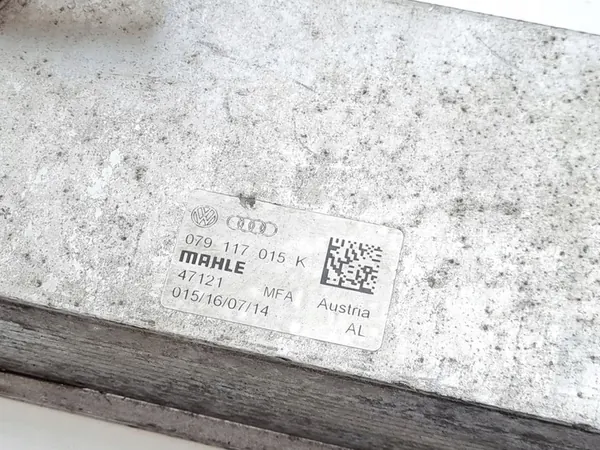 079 117 015 K
MAHLE
47121 MFA Austria
015/16/07/14 AL